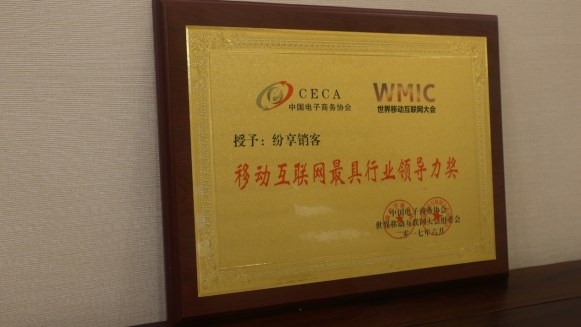 CECA
中国电子商务协会
WMIC
世界移动互联网大会
授予：纷享销客
移动互联网最具行业领导力奖
中国电子商务协会
世界移动互联网大会组委会
二〇一七年六月